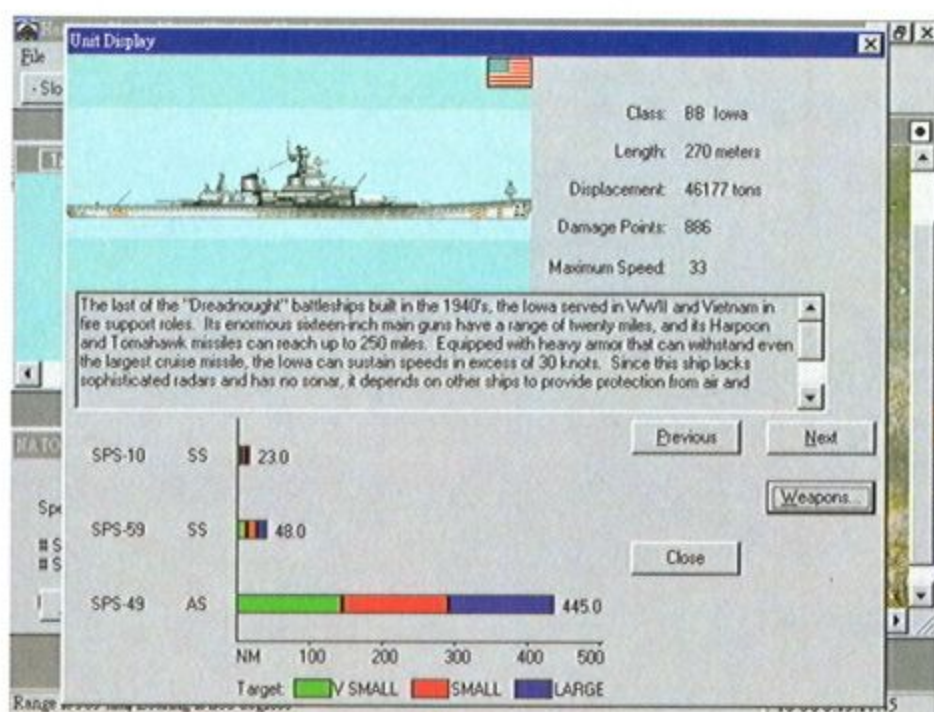 Unit Display
File
Class: BB Iowa
Length: 270 meters
Displacement: 46177 tons
Damage Points: 886
Maximum Speed: 33
The last of the "Dreadnought" battleships built in the 1940's, the Iowa served in WWII and Vietnam in
fire support roles. Its enormous sixteen-inch main guns have a range of twenty miles, and its Harpoon
and Tomahawk missiles can reach up to 250 miles. Equipped with heavy armor that can withstand even
the largest cruise missile, the Iowa can sustain speeds in excess of 30 knots. Since this ship lacks
sophisticated radars and has no sonar, it depends on other ships to provide protection from air and
Previous Next
NATO
SPS-10 SS 23.0
Weapons...
SPS-59 SS 48.0
Close
SPS-49 AS 445.0
NM 100 200 300 400 500
Target: V SMALL SMALL LARGE
Range